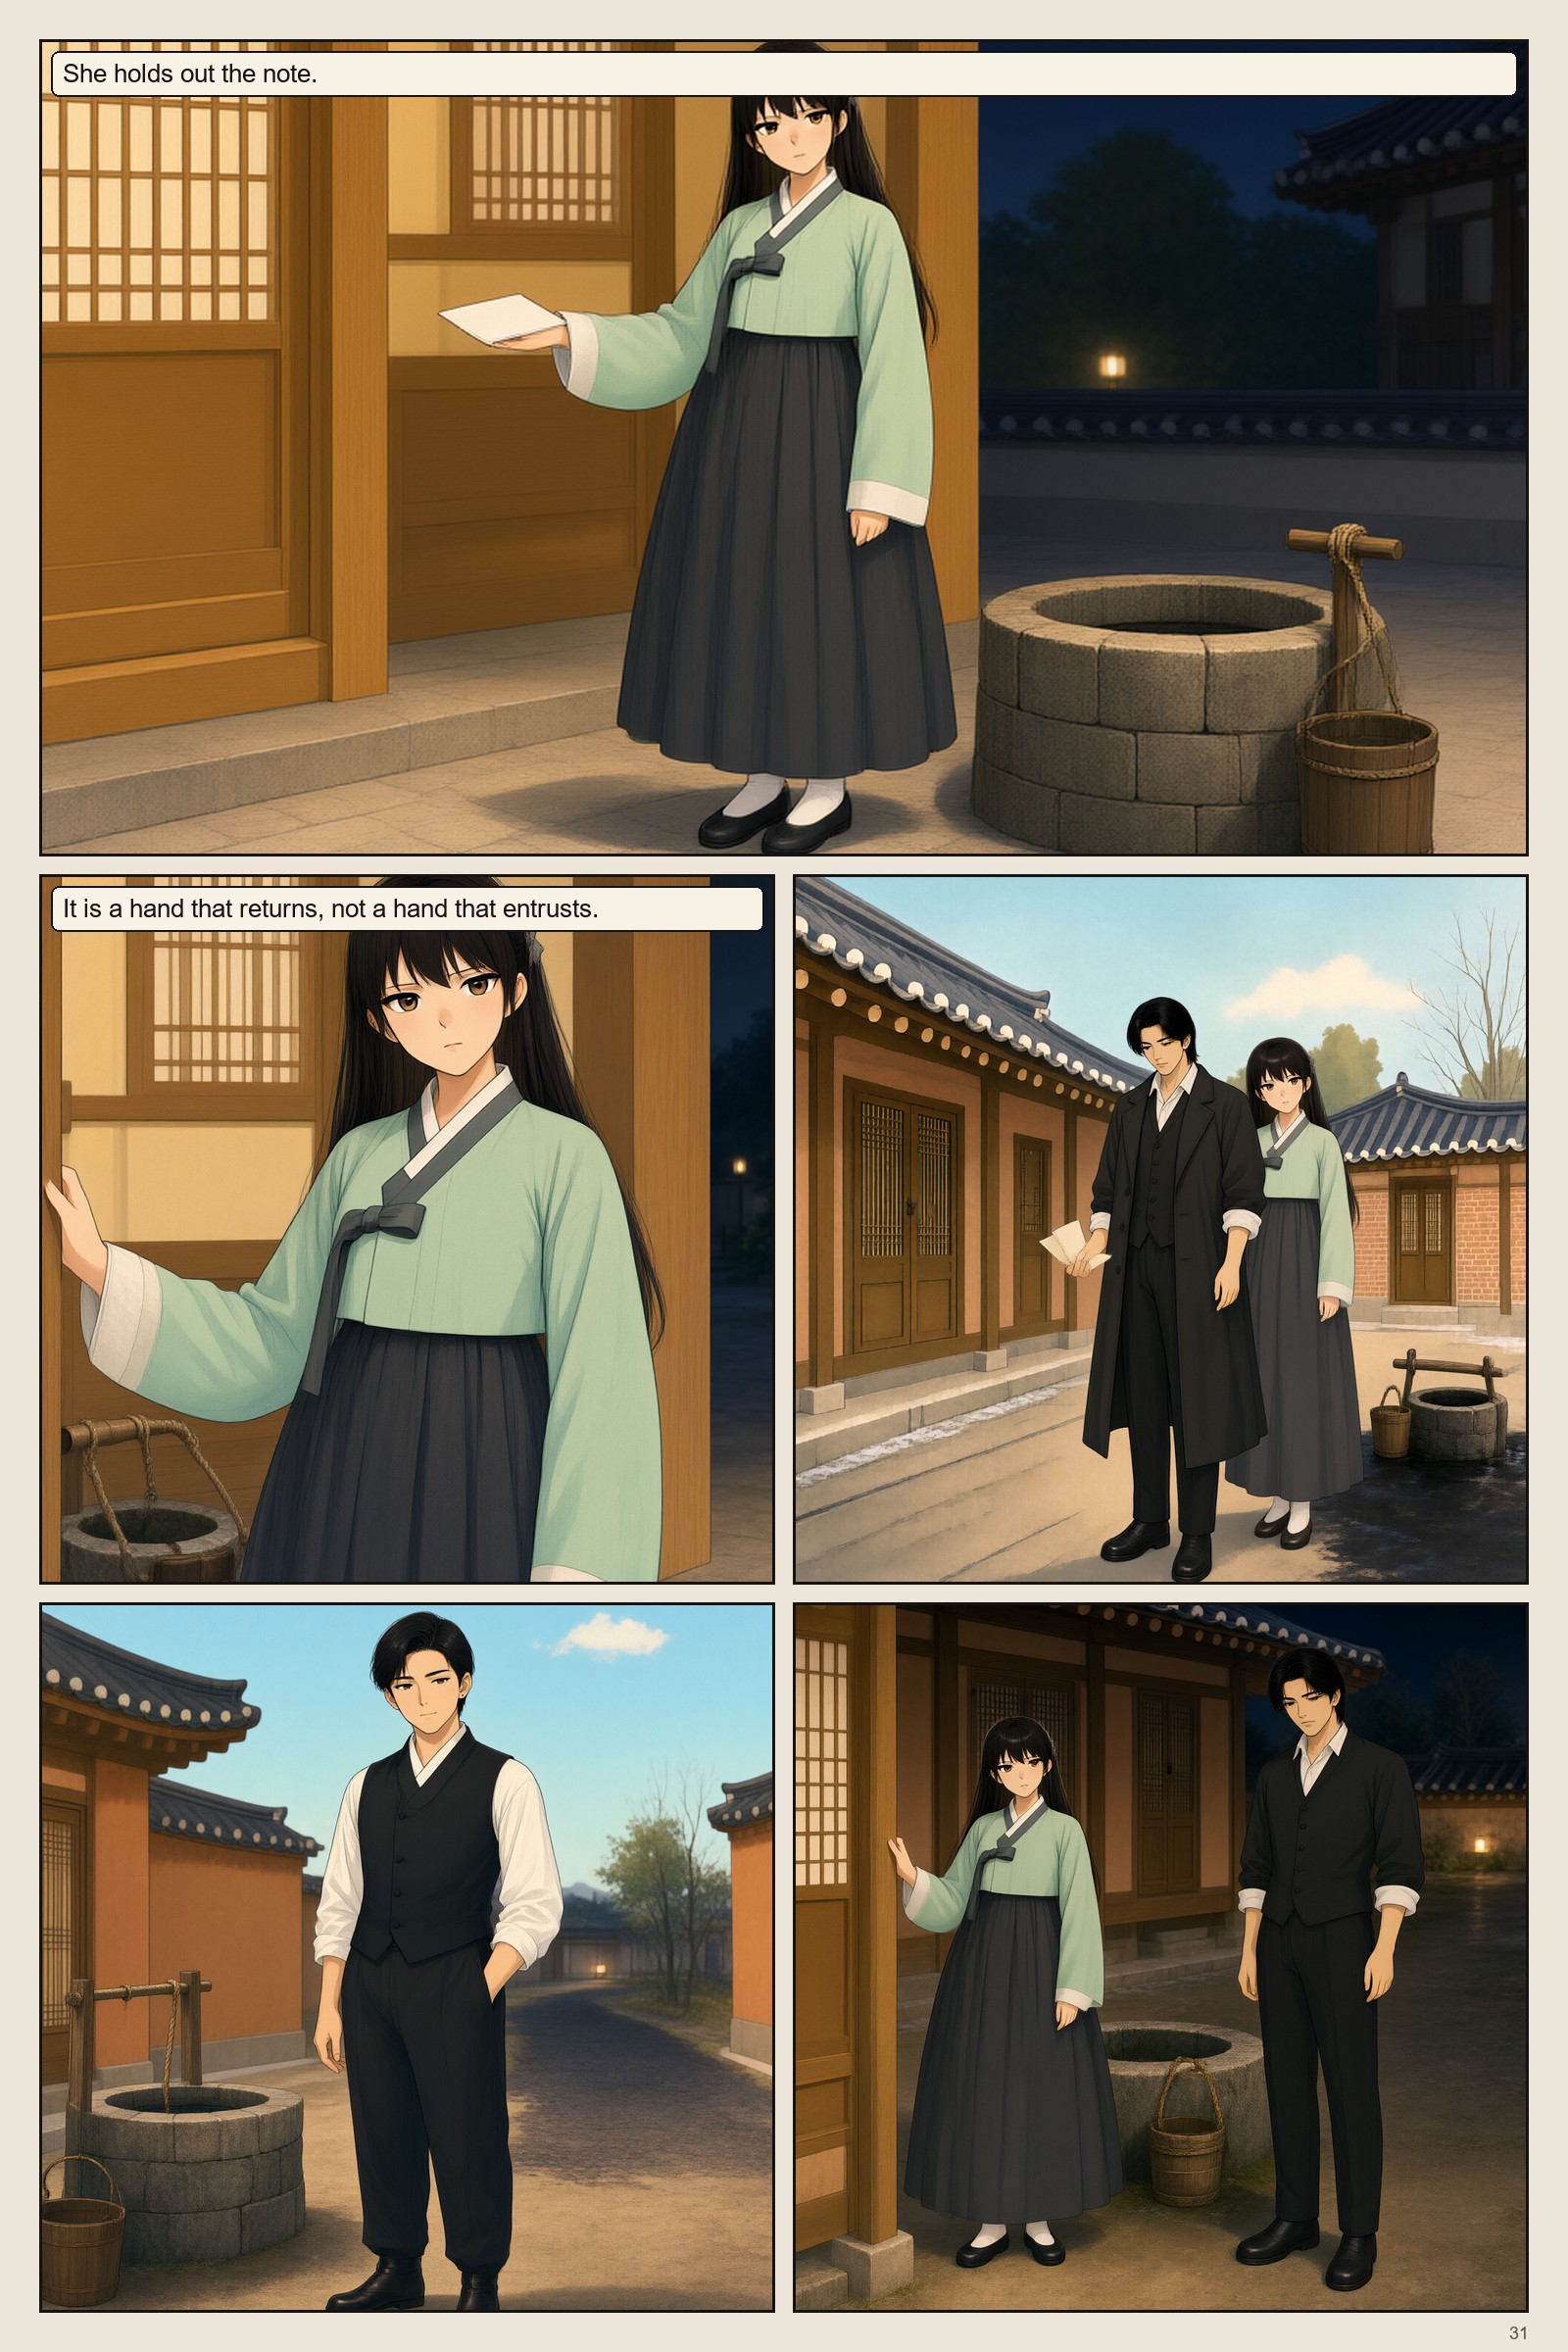 She holds out the note.
It is a hand that returns, not a hand that entrusts.
31